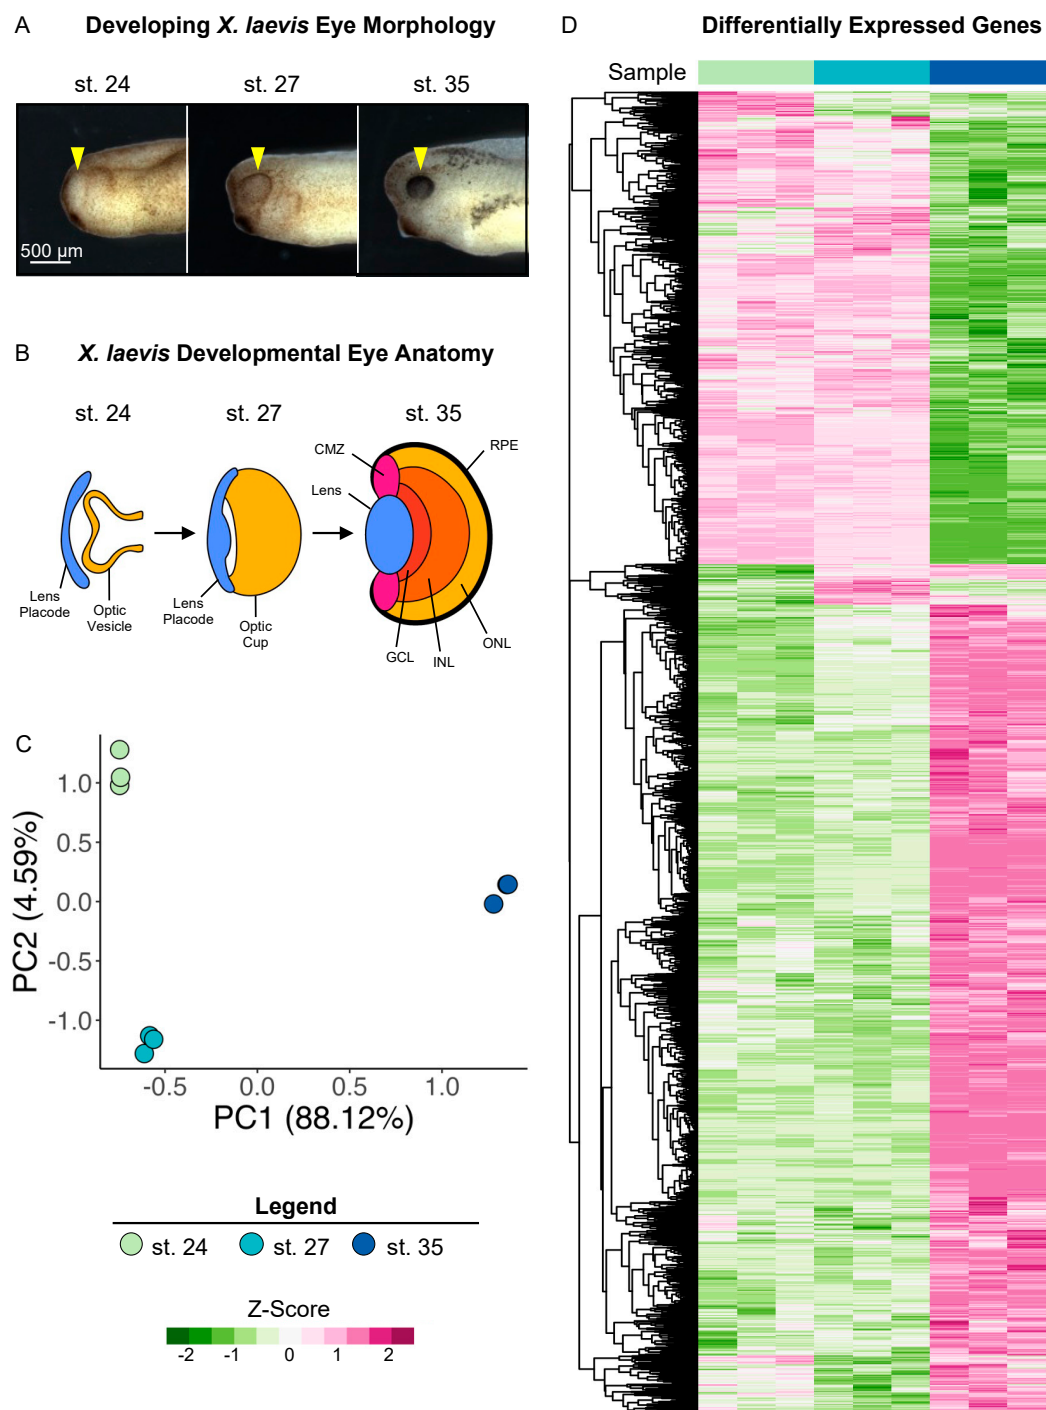 A
Developing X. laevis Eye Morphology
st. 24
st. 27
st. 35
500 µm
B
X. laevis Developmental Eye Anatomy
st. 24
st. 27
st. 35
CMZ
RPE
Lens
Lens
Placode
Optic
Vesicle
Lens
Placode
Optic
Cup
GCL
INL
ONL
C
1.0
0.5
0.0
-0.5
-1.0
PC2 (4.59%)
-0.5
0.0
0.5
1.0
PC1 (88.12%)
Legend
st. 24
st. 27
st. 35
Z-Score
-2
-1
0
1
2
D
Differentially Expressed Genes
Sample